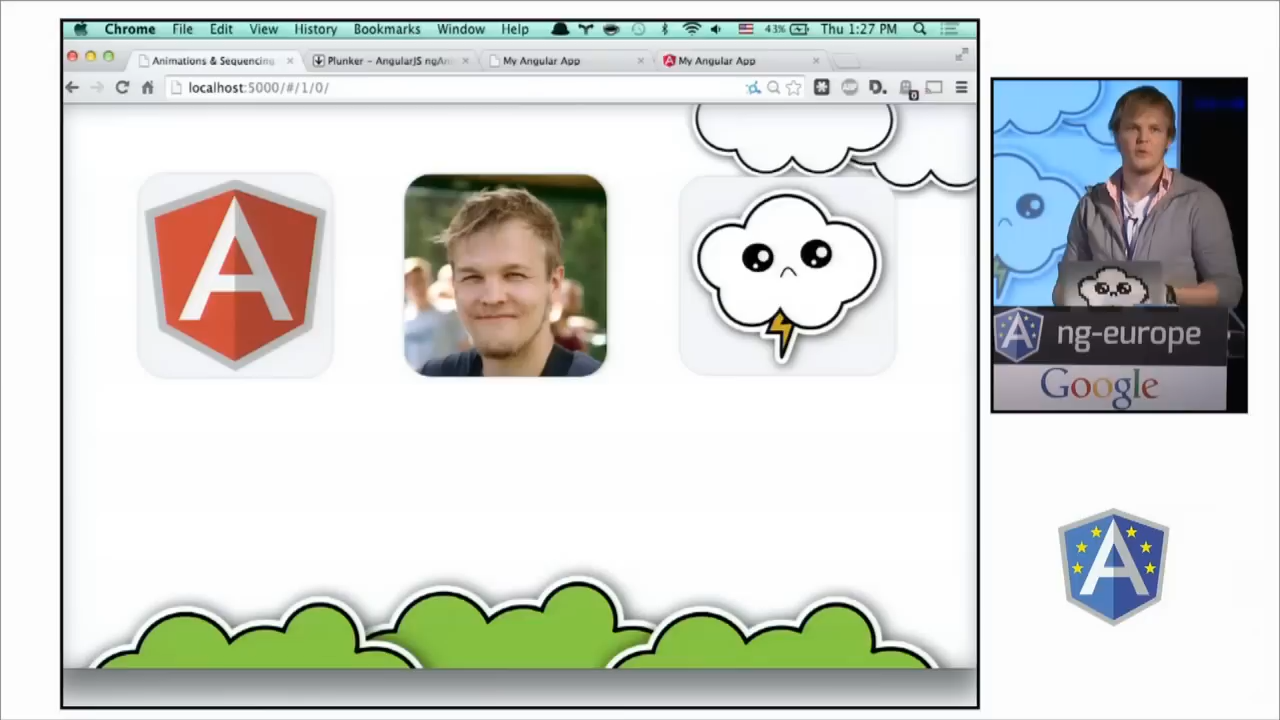 Chrome File Edit View History Bookmarks Window Help 43% Thu 1:27 PM
Animations & Sequencing Plunker - AngularJS ngAni My Angular App My Angular App
localhost:5000/#/1/0/
A
ng-europe
Google
A